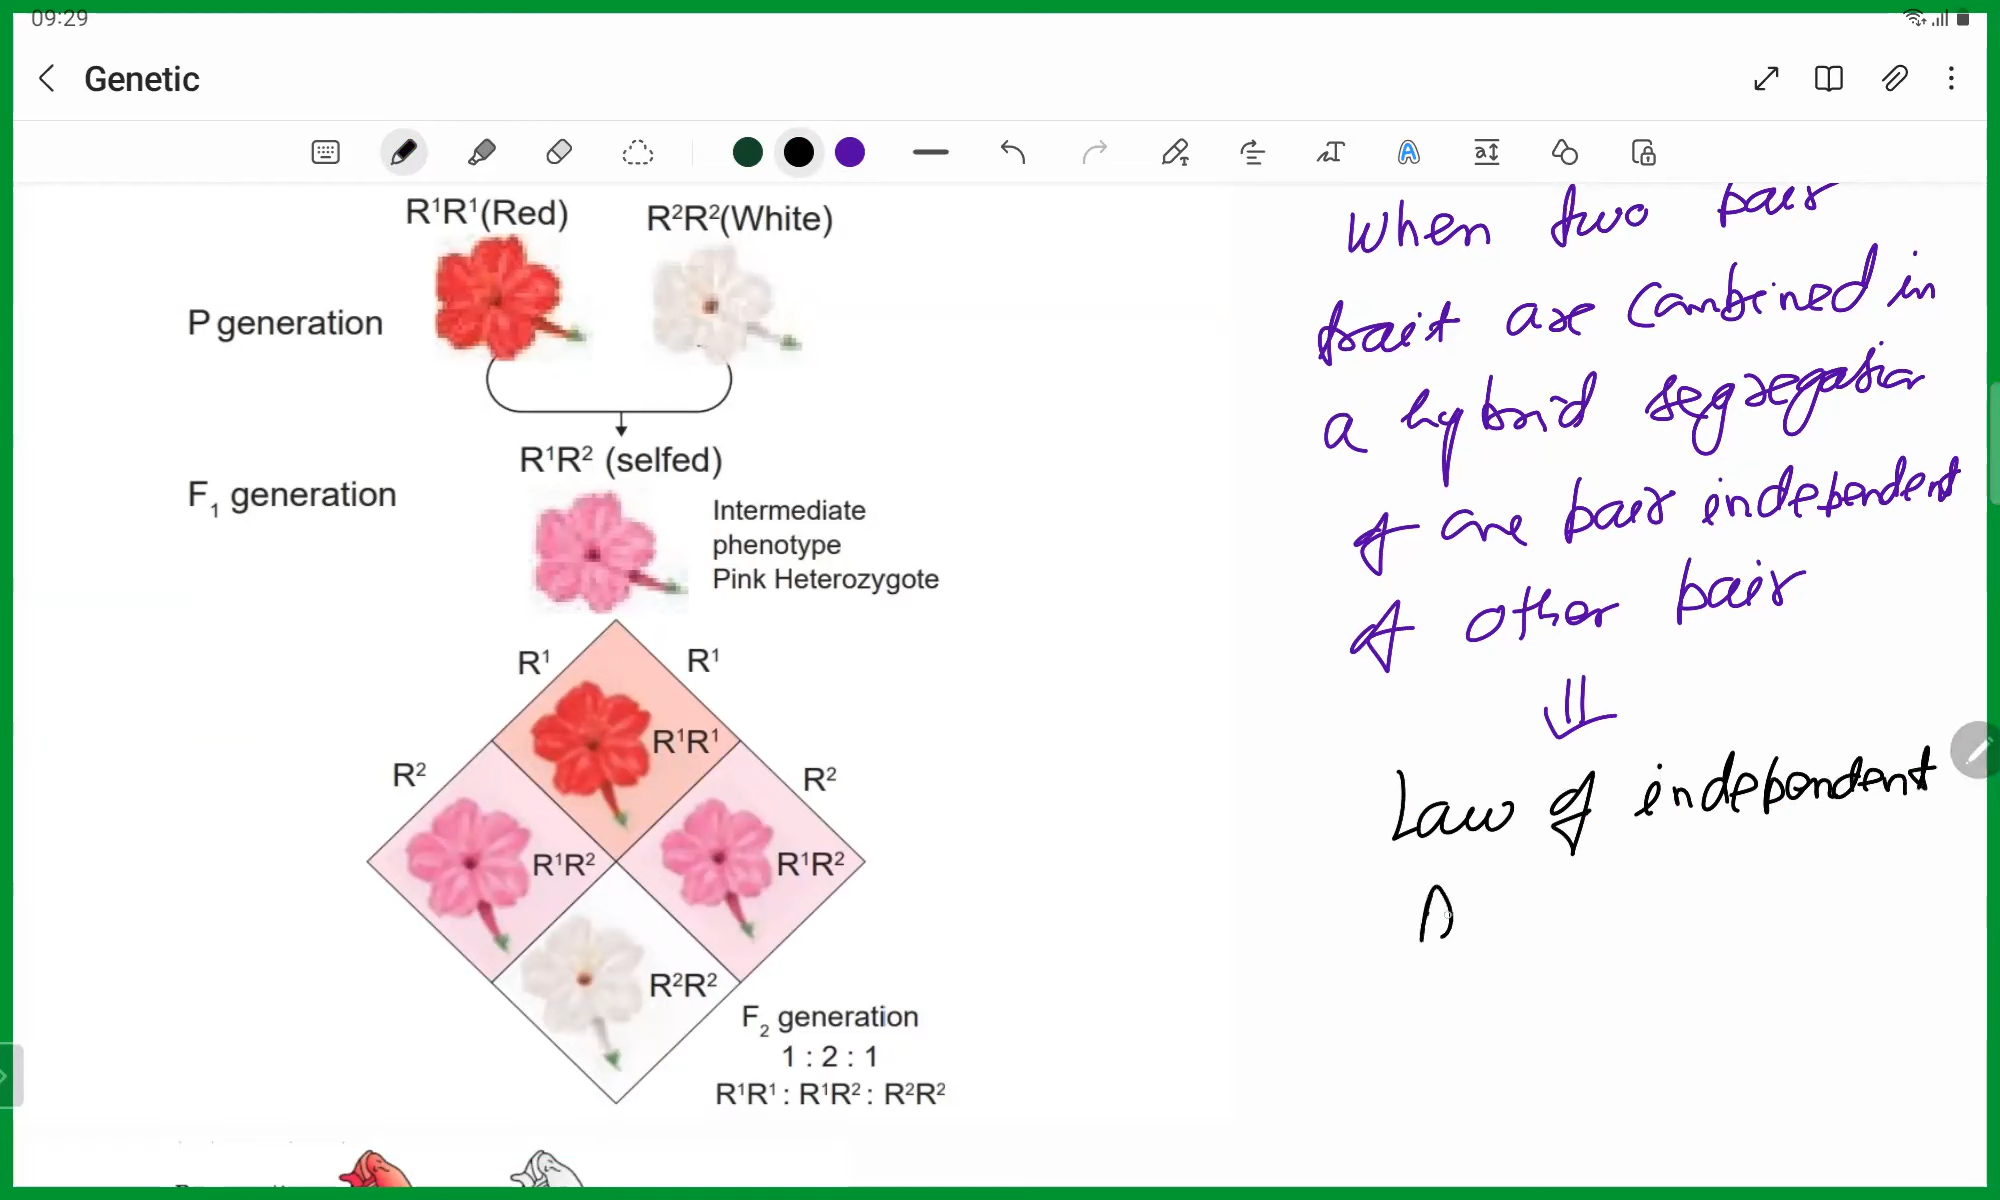 09:29
Genetic
R¹R¹(Red)
R²R²(White)
P generation
R¹R² (selfed)
F₁ generation
Intermediate
phenotype
Pink Heterozygote
R¹
R¹
R¹R¹
R²
R²
R¹R²
R¹R²
R²R²
F₂ generation
1 : 2 : 1
R¹R¹ : R¹R² : R²R²
When two pair
trait are Combined in
a hybrid segregation
of one pair independent
of other pair
Law of independent
A